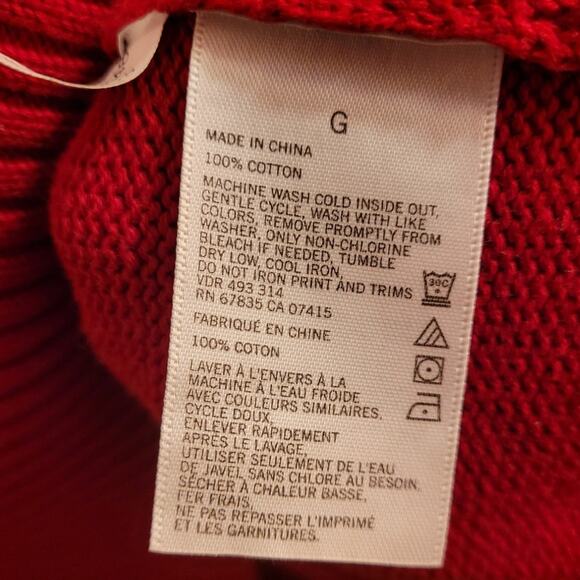 G
MADE IN CHINA
100% COTTON
MACHINE WASH COLD INSIDE OUT,
GENTLE CYCLE, WASH WITH LIKE
COLORS, REMOVE PROMPTLY FROM
WASHER, ONLY NON-CHLORINE
BLEACH IF NEEDED, TUMBLE
DRY LOW, COOL IRON,
DO NOT IRON PRINT AND TRIMS
VDR 493 314
RN 67835 CA 07415
30C
FABRIQUÉ EN CHINE
100% COTON
LAVER À L'ENVERS À LA
MACHINE À L'EAU FROIDE
AVEC COULEURS SIMILAIRES.
CYCLE DOUX,
ENLEVER RAPIDEMENT
APRÈS LE LAVAGE,
UTILISER SEULEMENT DE L'EAU
DE JAVEL SANS CHLORE AU BESOIN.
SÉCHER À CHALEUR BASSE,
FER FRAIS,
NE PAS REPASSER L'IMPRIMÉ
ET LES GARNITURES.